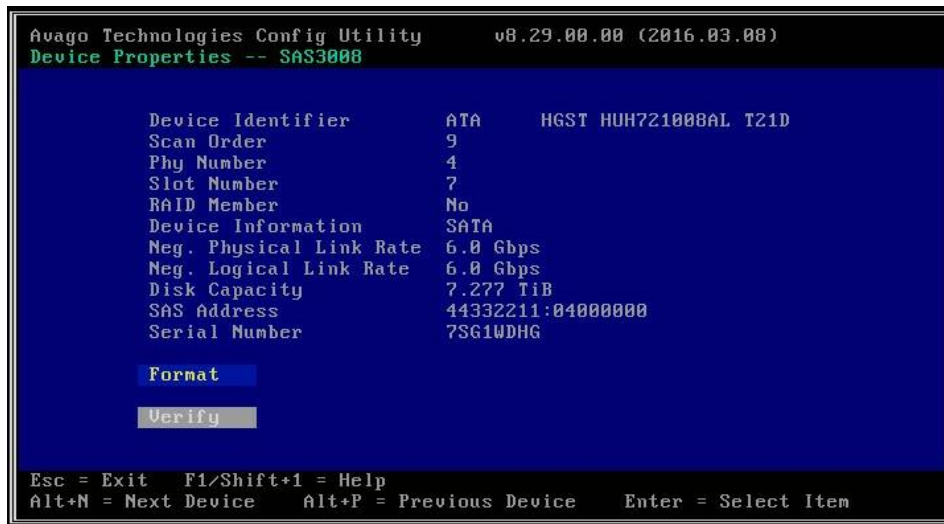 Avago Technologies Config Utility v8.29.00.00 (2016.03.08)
Device Properties -- SAS3008
Device Identifier ATA HGST HUH721008AL T21D
Scan Order 9
Phy Number 4
Slot Number 7
RAID Member No
Device Information SATA
Neg. Physical Link Rate 6.0 Gbps
Neg. Logical Link Rate 6.0 Gbps
Disk Capacity 7.277 TiB
SAS Address 44332211:04000000
Serial Number 7SG1WDHG
Format
Verify
Esc = Exit F1/Shift+1 = Help
Alt+N = Next Device Alt+P = Previous Device Enter = Select Item